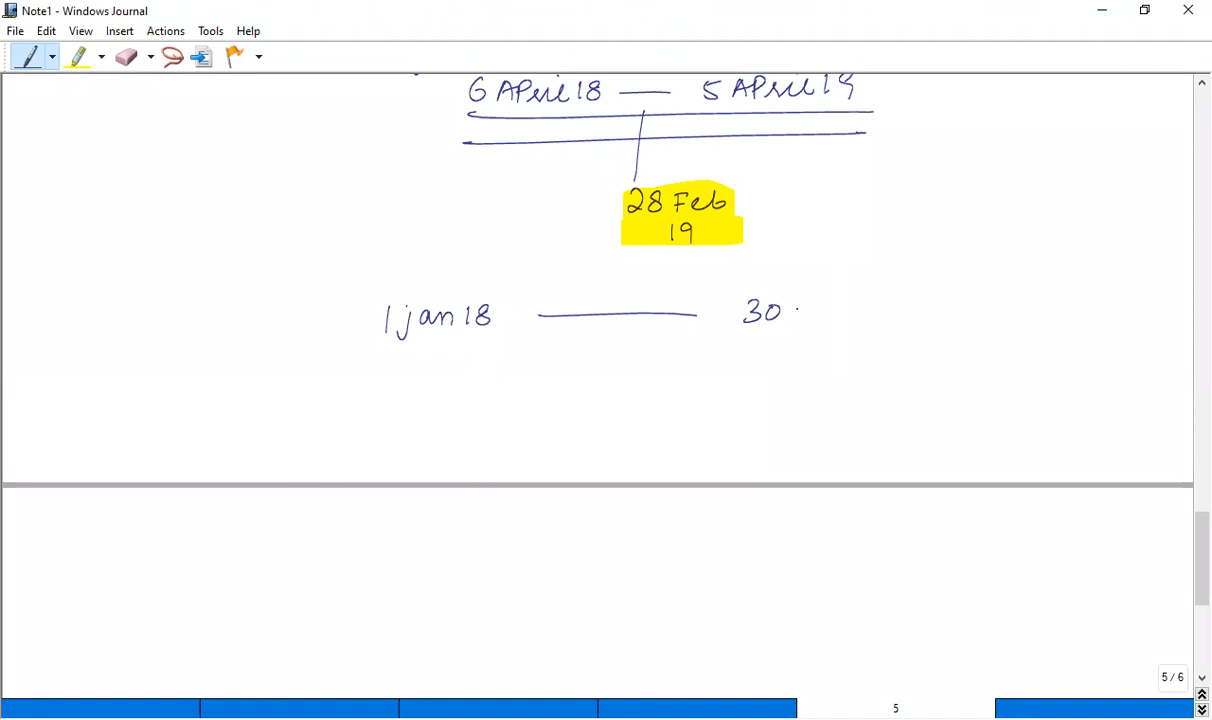 Note1 - Windows Journal
File Edit View Insert Actions Tools Help
6 April 18 — 5 April 19
28 Feb
19
1 jan 18 — 30
5 / 6
5